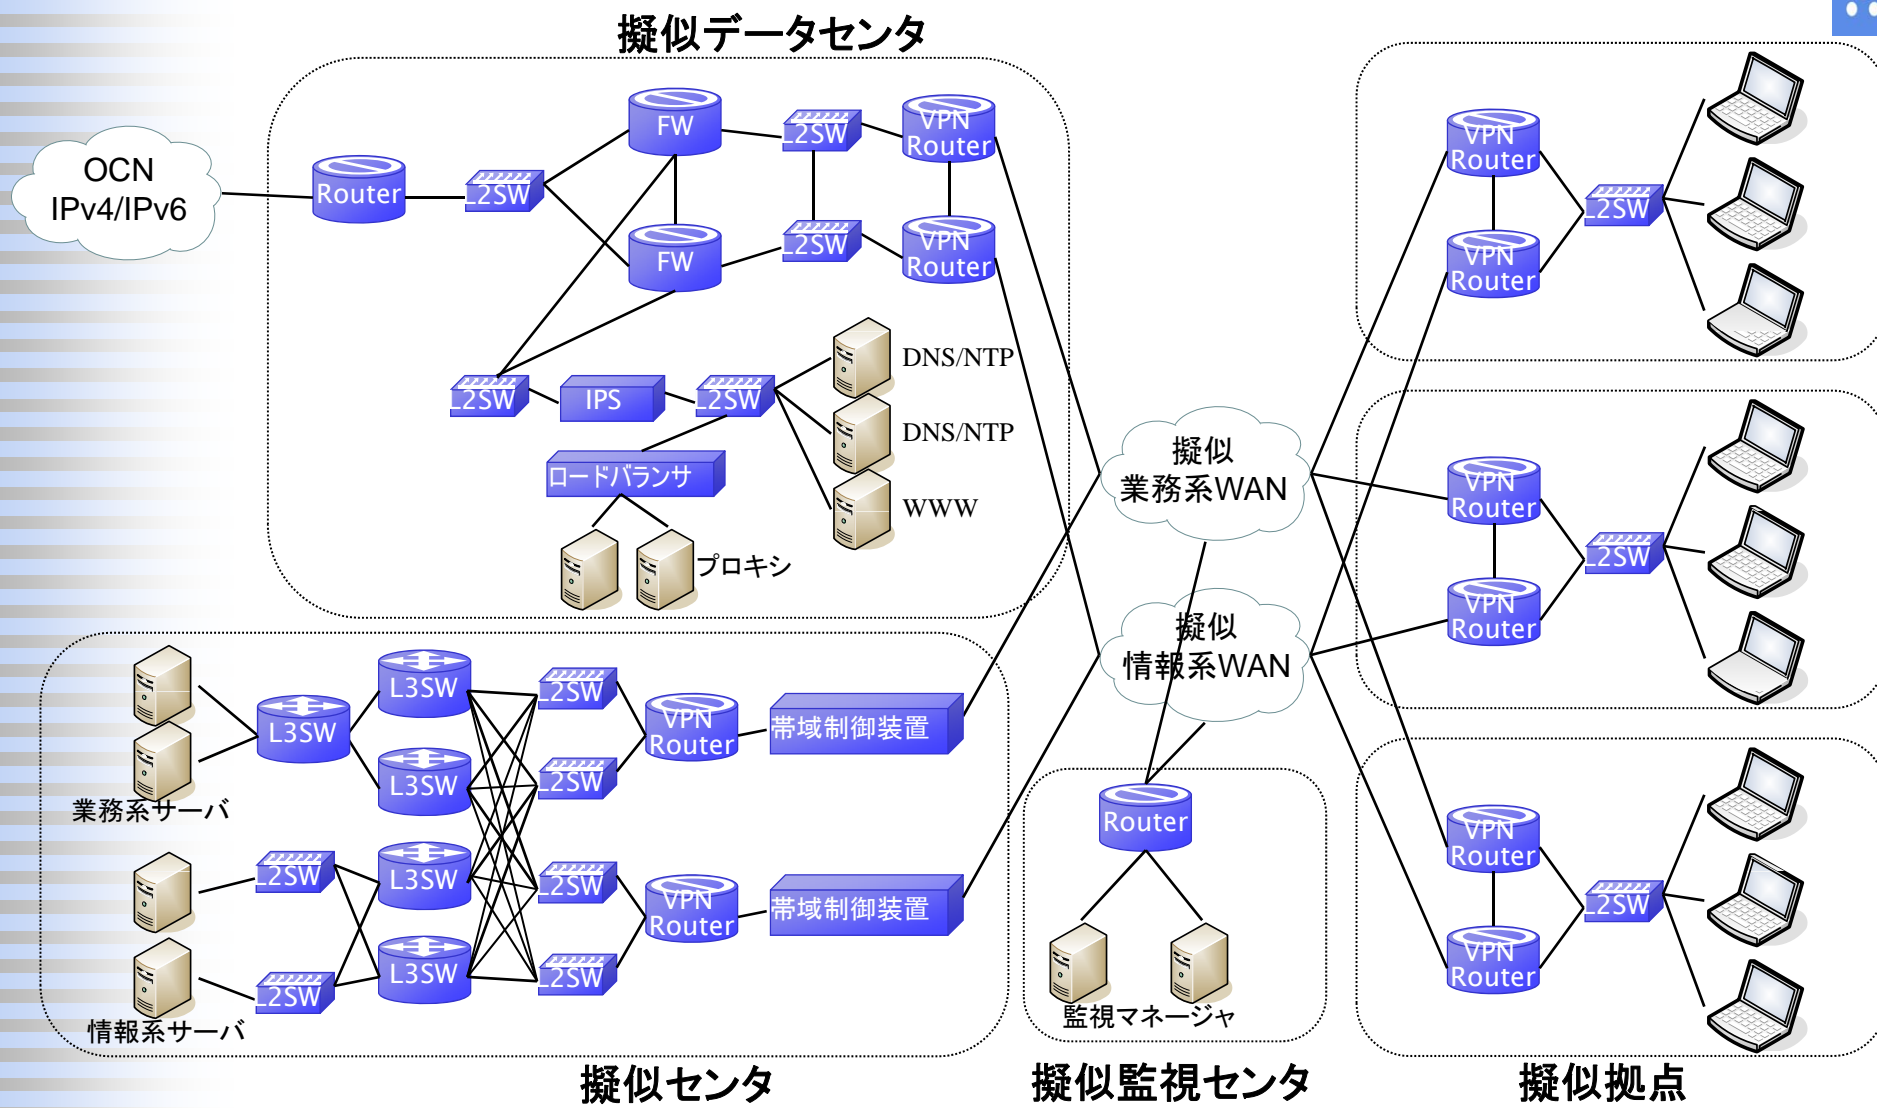 擬似データセンタ
OCN
IPv4/IPv6
Router
L2SW
FW
FW
L2SW
L2SW
VPN
Router
VPN
Router
L2SW
IPS
L2SW
DNS/NTP
DNS/NTP
WWW
ロードバランサ
プロキシ
擬似
業務系WAN
擬似
情報系WAN
VPN
Router
VPN
Router
L2SW
VPN
Router
VPN
Router
L2SW
VPN
Router
VPN
Router
L2SW
擬似拠点
業務系サーバ
L3SW
L3SW
L3SW
L2SW
L2SW
VPN
Router
帯域制御装置
情報系サーバ
L2SW
L2SW
L3SW
L3SW
L2SW
L2SW
VPN
Router
帯域制御装置
擬似センタ
Router
監視マネージャ
擬似監視センタ